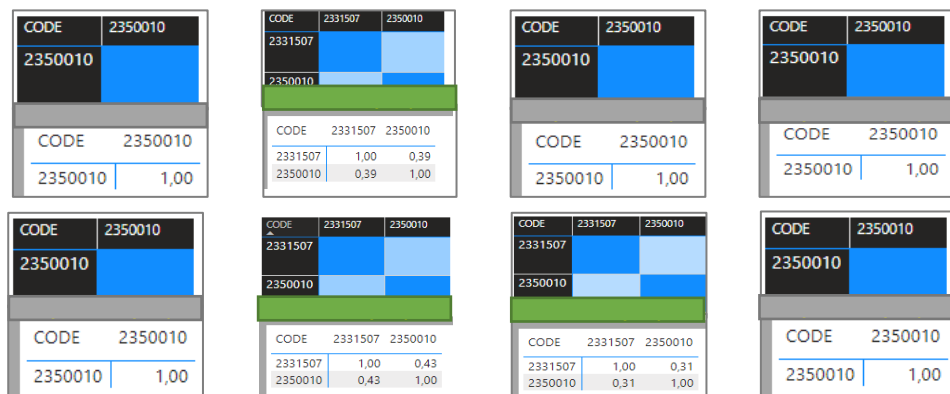 CODE 2350010
2350010
CODE 2350010
2350010 1,00
CODE 2331507 2350010
2331507
2350010
CODE 2331507 2350010
2331507 1,00 0,39
2350010 0,39 1,00
CODE 2350010
2350010
CODE 2350010
2350010 1,00
CODE 2350010
2350010
CODE 2350010
2350010 1,00
CODE 2350010
2350010
CODE 2350010
2350010 1,00
CODE 2331507 2350010
2331507
2350010
CODE 2331507 2350010
2331507 1,00 0,43
2350010 0,43 1,00
CODE 2331507 2350010
2331507
2350010
CODE 2331507 2350010
2331507 1,00 0,31
2350010 0,31 1,00
CODE 2350010
2350010
CODE 2350010
2350010 1,00